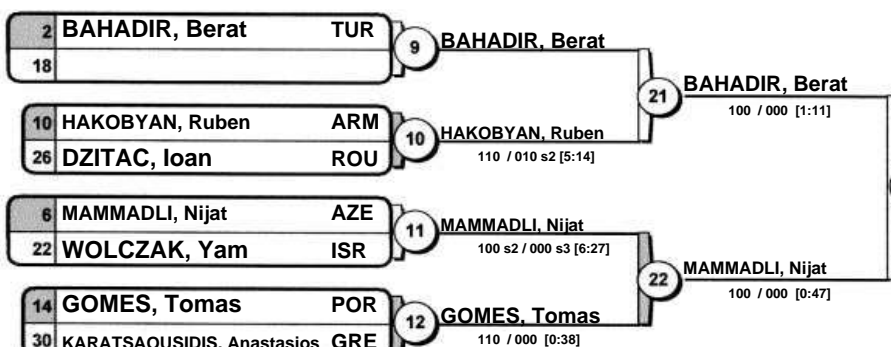 2 BAHADIR, Berat TUR
18
9
BAHADIR, Berat
10 HAKOBYAN, Ruben ARM
26 DZITAC, Ioan ROU
10
HAKOBYAN, Ruben
110 / 010 s2 [5:14]
21
BAHADIR, Berat
100 / 000 [1:11]
6 MAMMADLI, Nijat AZE
22 WOLCZAK, Yam ISR
11
MAMMADLI, Nijat
100 s2 / 000 s3 [6:27]
14 GOMES, Tomas POR
30 KARATSAOUSIDIS, Anastasios GRE
12
GOMES, Tomas
110 / 000 [0:38]
22
MAMMADLI, Nijat
100 / 000 [0:47]